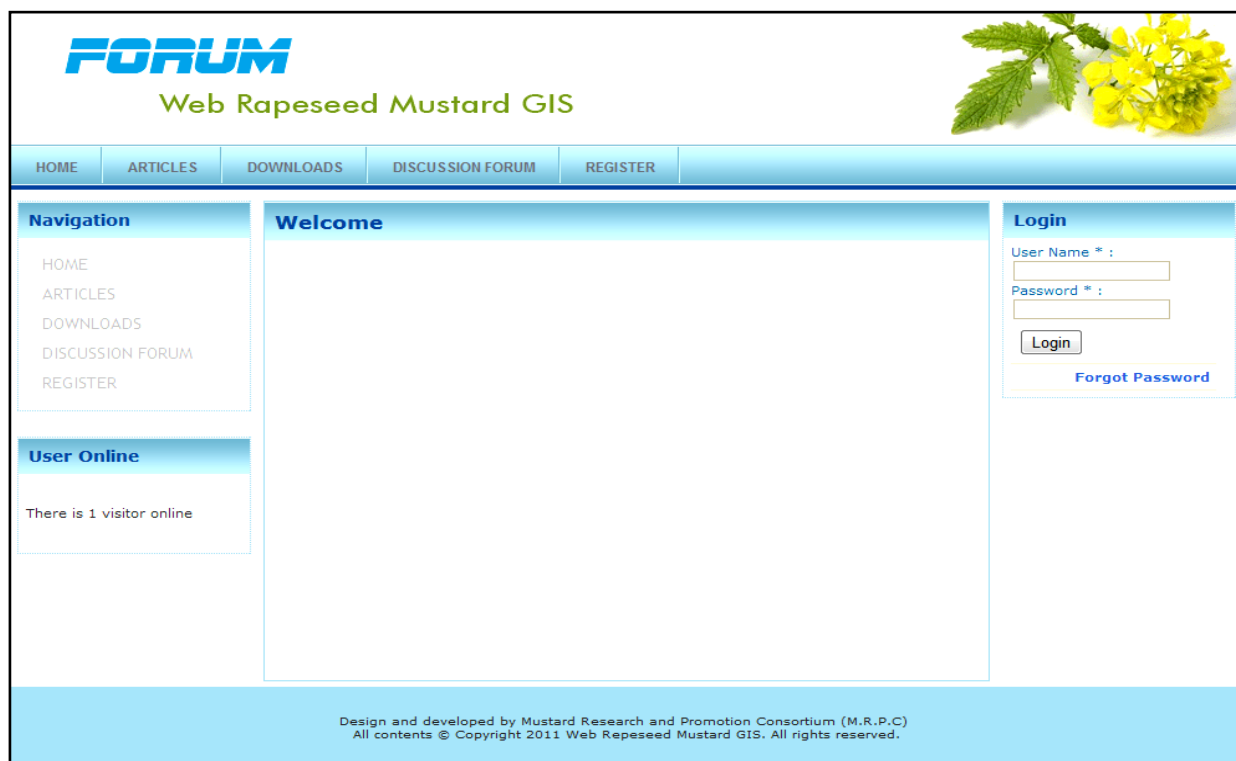 FORUM
Web Rapeseed Mustard GIS
HOME ARTICLES DOWNLOADS DISCUSSION FORUM REGISTER
Navigation
HOME
ARTICLES
DOWNLOADS
DISCUSSION FORUM
REGISTER
User Online
There is 1 visitor online
Welcome
Login
User Name * :
Password * :
Login
Forgot Password
Design and developed by Mustard Research and Promotion Consortium (M.R.P.C)
All contents © Copyright 2011 Web Repeseed Mustard GIS. All rights reserved.